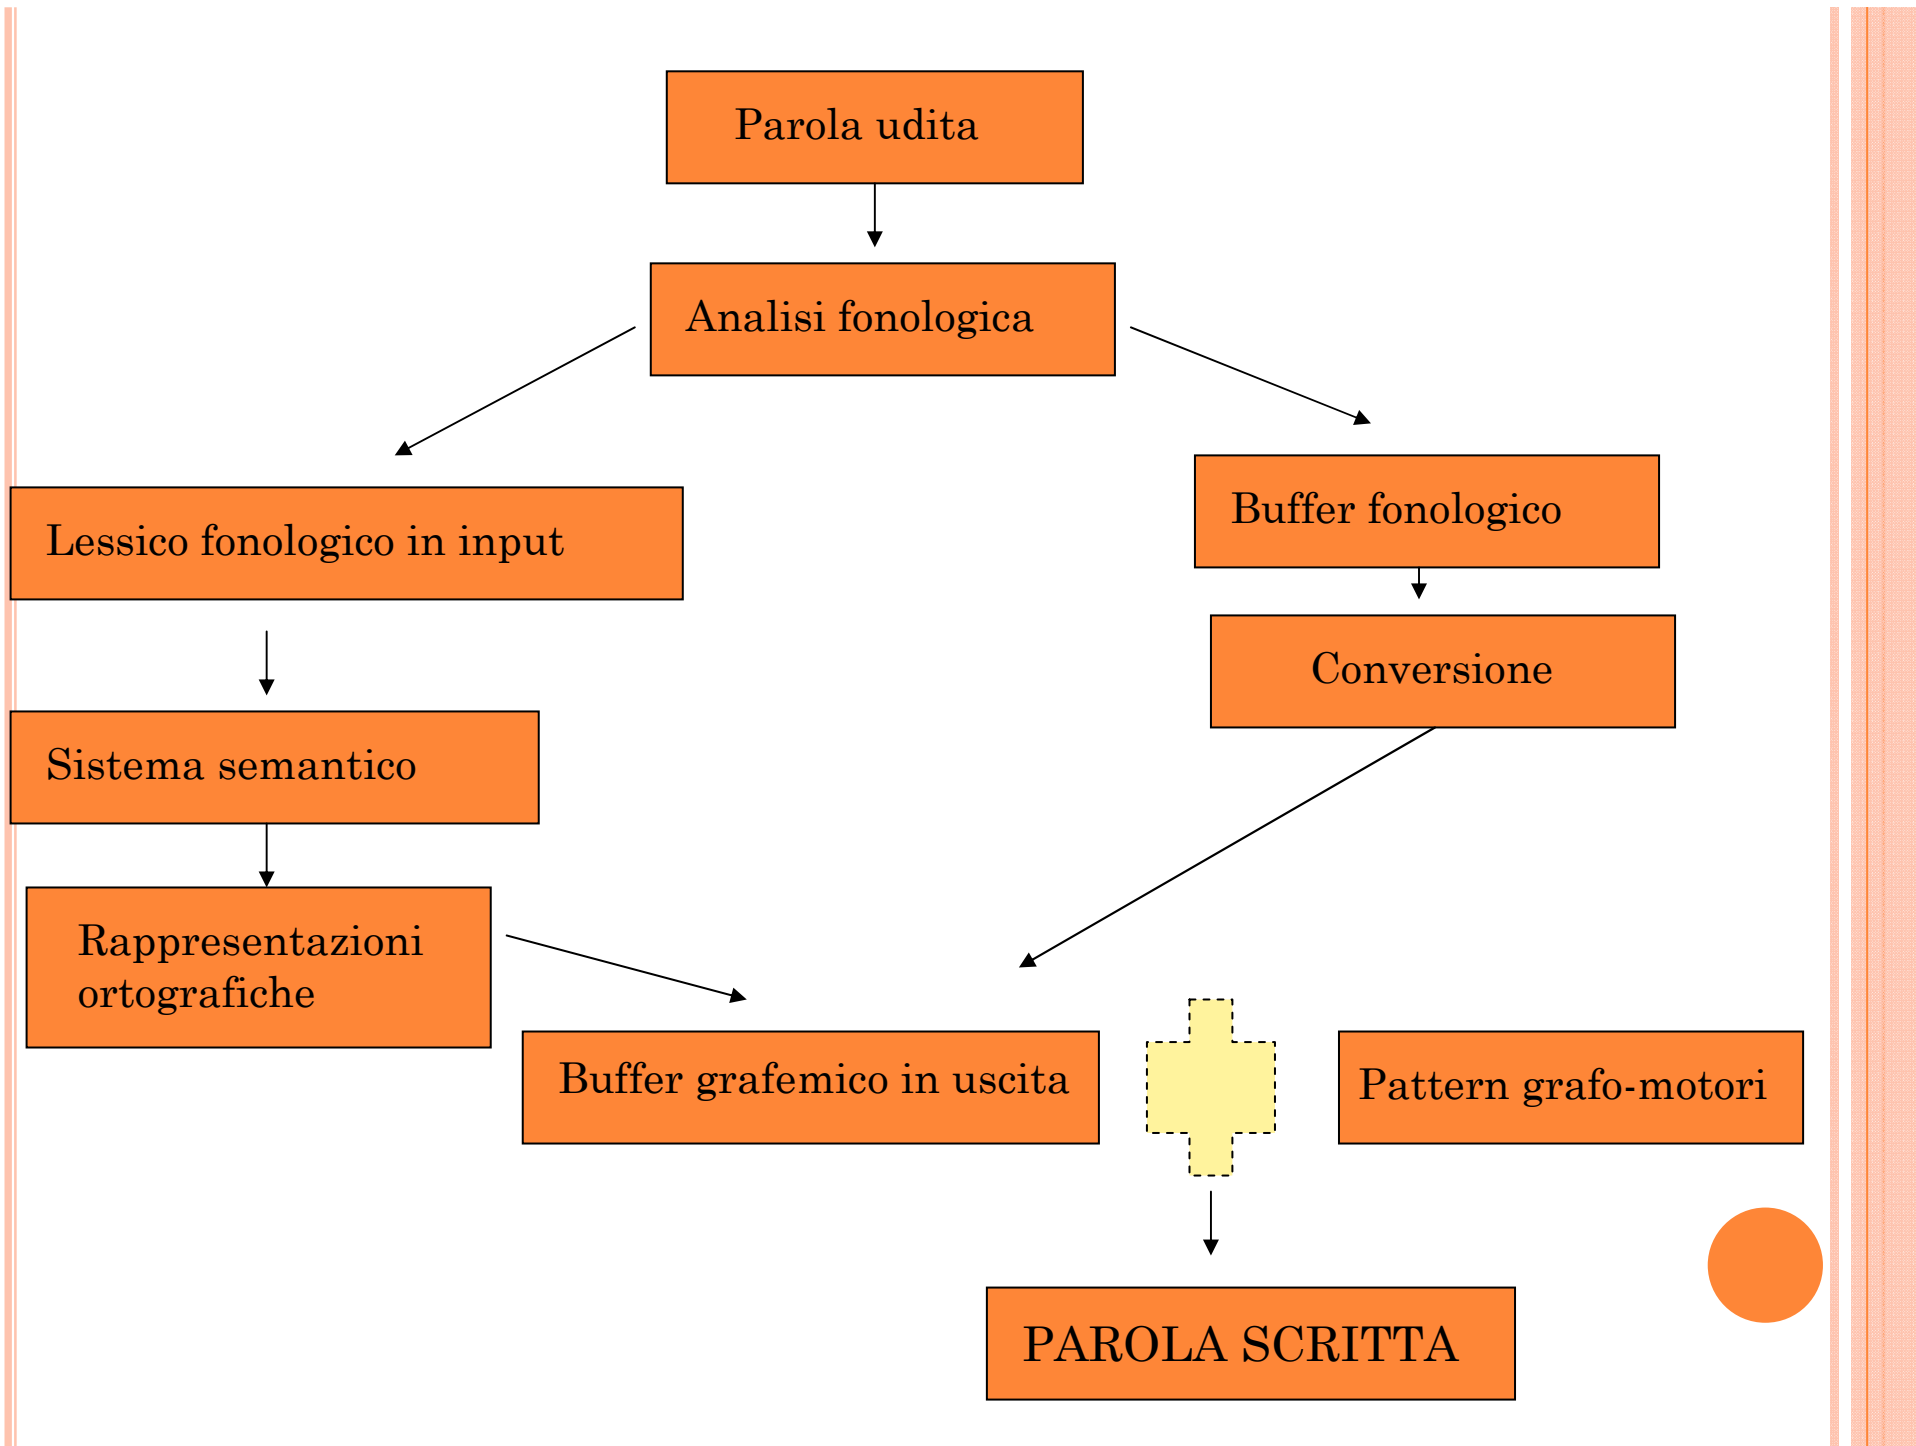 Parola udita
Analisi fonologica
Lessico fonologico in input
Buffer fonologico
Conversione
Sistema semantico
Rappresentazioni
ortografiche
Buffer grafemico in uscita
Pattern grafo-motori
PAROLA SCRITTA